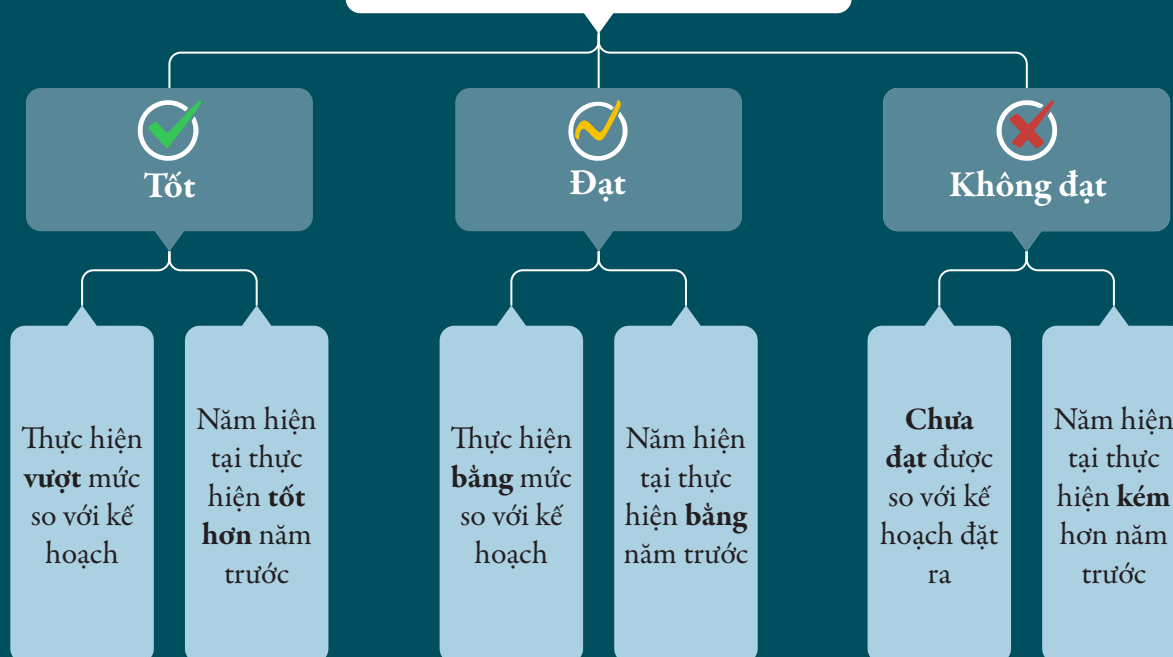 Tốt
Đạt
Không đạt
Thực hiện
vượt mức
so với kế
hoạch
Năm hiện
tại thực
hiện tốt
hơn năm
trước
Thực hiện
bằng mức
so với kế
hoạch
Năm hiện
tại thực
hiện bằng
năm trước
Chưa
đạt được
so với kế
hoạch đặt
ra
Năm hiện
tại thực
hiện kém
hơn năm
trước